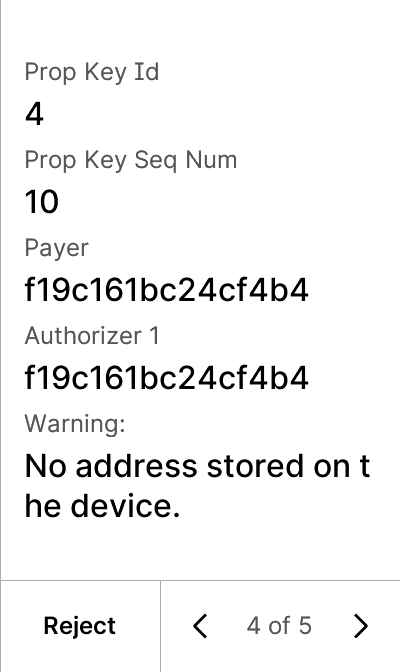 Prop Key Id
4
Prop Key Seq Num
10
Payer
f19c161bc24cf4b4
Authorizer 1
f19c161bc24cf4b4
Warning:
No address stored on t
he device.
Reject
4 of 5